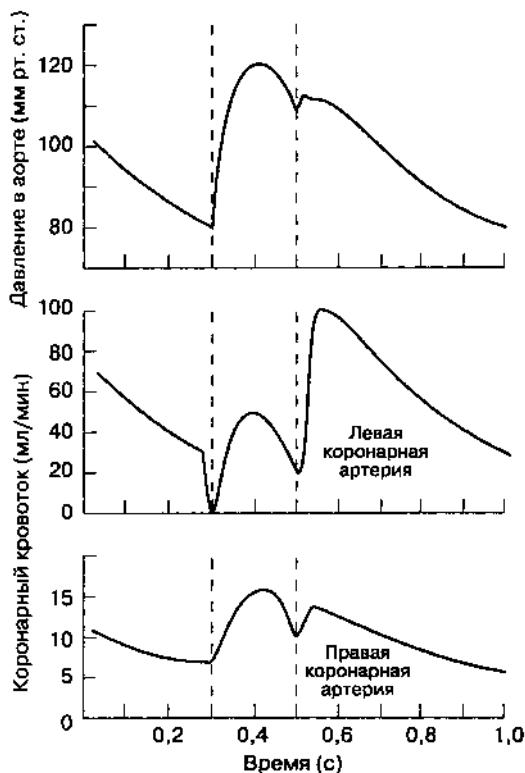 Давление в аорте (мм рт. ст.)
120
100
80
Коронарный кровоток (мл/мин)
100
80
60
40
20
0
Левая
коронарная
артерия
15
10
5
0
Правая
коронарная
артерия
0,2
0,4
0,6
0,8
1,0
Время (с)